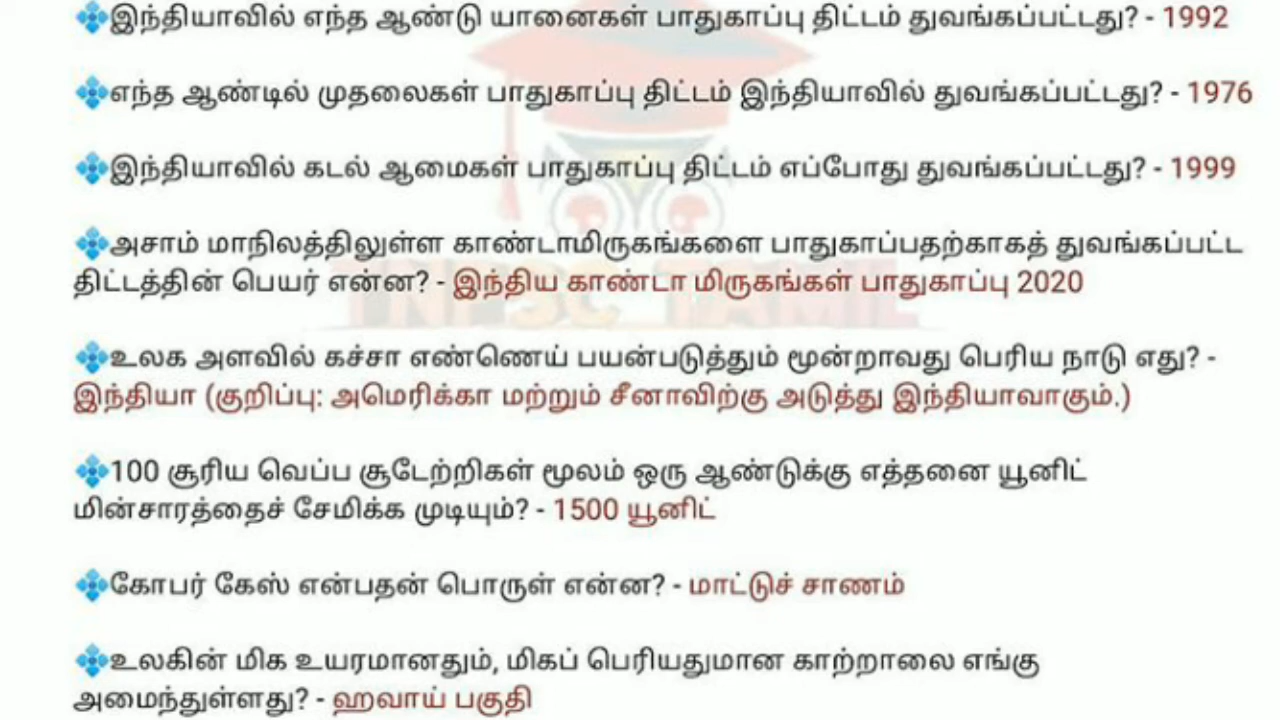 இந்தியாவில் எந்த ஆண்டு யானைகள் பாதுகாப்பு திட்டம் துவங்கப்பட்டது? - 1992
எந்த ஆண்டில் முதலைகள் பாதுகாப்பு திட்டம் இந்தியாவில் துவங்கப்பட்டது? - 1976
இந்தியாவில் கடல் ஆமைகள் பாதுகாப்பு திட்டம் எப்போது துவங்கப்பட்டது? - 1999
அசாம் மாநிலத்திலுள்ள காண்டாமிருகங்களை பாதுகாப்பதற்காகத் துவங்கப்பட்ட
திட்டத்தின் பெயர் என்ன? - இந்திய காண்டா மிருகங்கள் பாதுகாப்பு 2020
TNPSC TAMIL
உலக அளவில் கச்சா எண்ணெய் பயன்படுத்தும் மூன்றாவது பெரிய நாடு எது? -
இந்தியா (குறிப்பு: அமெரிக்கா மற்றும் சீனாவிற்கு அடுத்து இந்தியாவாகும்.)
100 சூரிய வெப்ப சூடேற்றிகள் மூலம் ஒரு ஆண்டுக்கு எத்தனை யூனிட்
மின்சாரத்தைச் சேமிக்க முடியும்? - 1500 யூனிட்
கோபர் கேஸ் என்பதன் பொருள் என்ன? - மாட்டுச் சாணம்
உலகின் மிக உயரமானதும், மிகப் பெரியதுமான காற்றாலை எங்கு
அமைந்துள்ளது? - ஹவாய் பகுதி